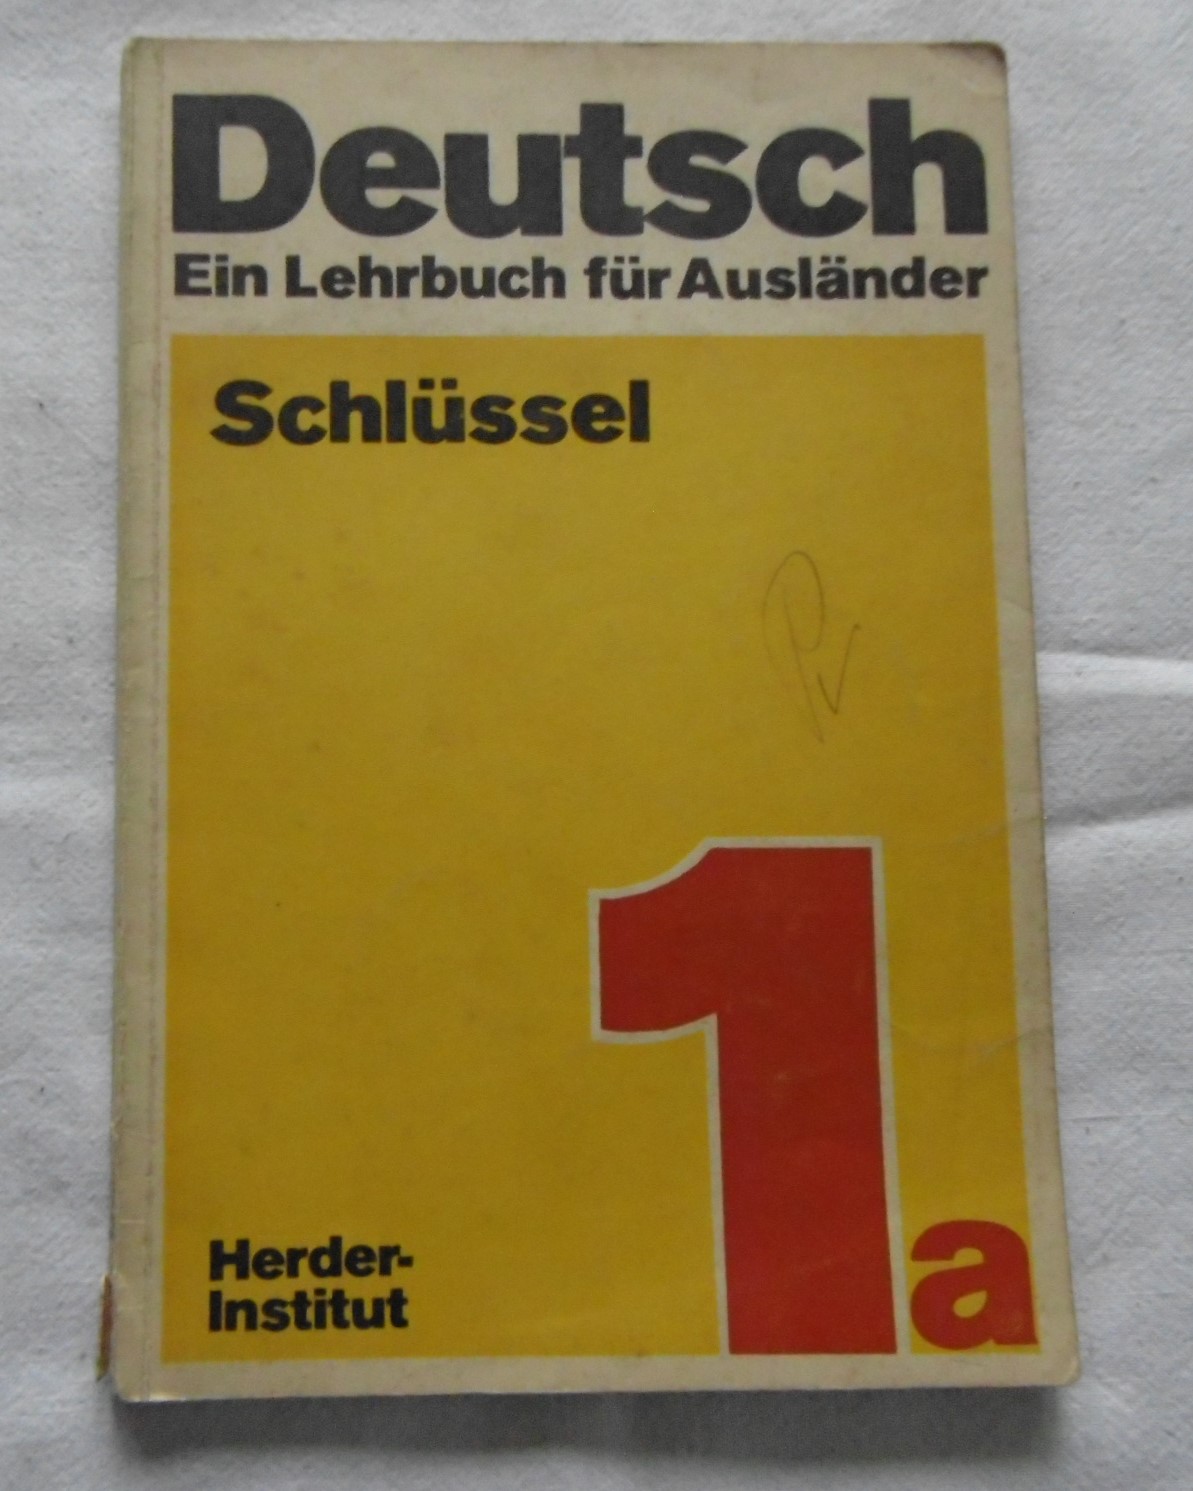 Deutsch
Ein Lehrbuch für Ausländer
Schlüssel
1a
Herder-
Institut